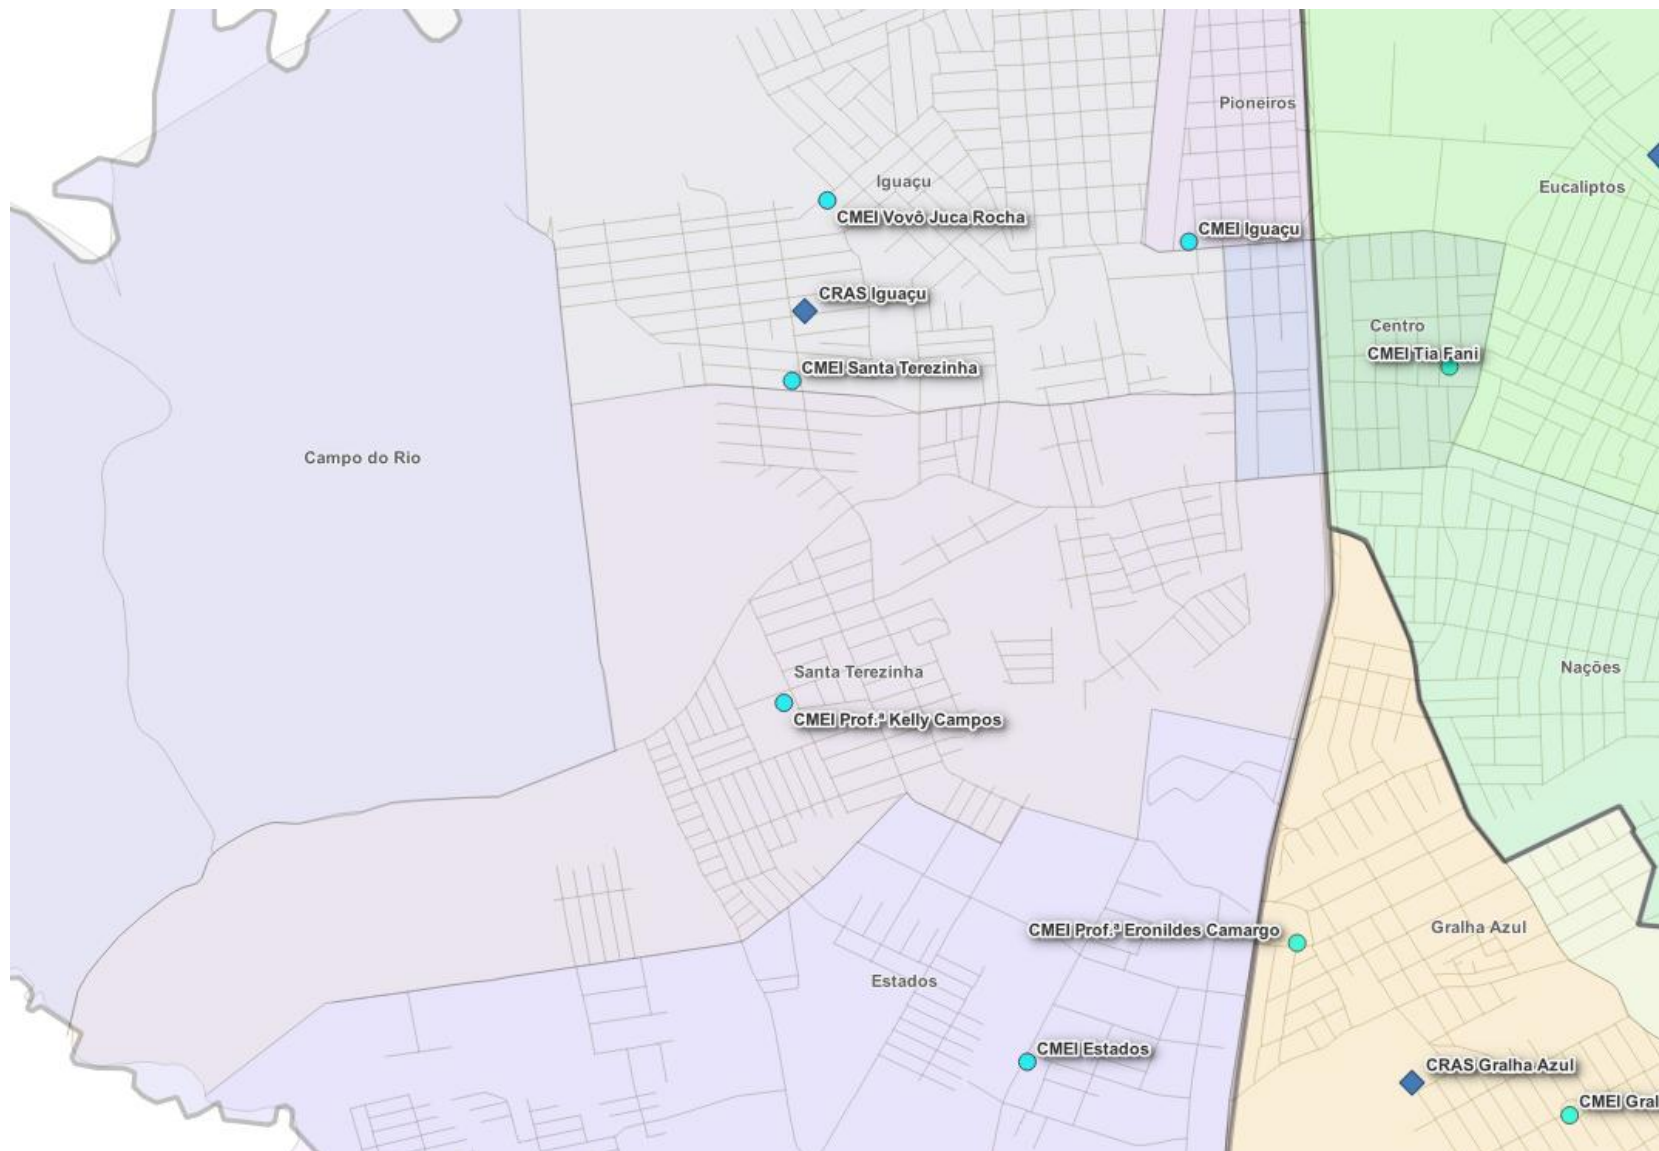 Pioneiros
Iguaçu
Eucaliptos
CMEI Vovô Juca Rocha
CMEI Iguaçu
CRAS Iguaçu
Centro
CMEI Tia Fani
CMEI Santa Terezinha
Campo do Rio
Santa Terezinha
Nações
CMEI Prof.ª Kelly Campos
CMEI Prof.ª Eronildes Camargo
Gralha Azul
Estados
CMEI Estados
CRAS Gralha Azul
CMEI Gral